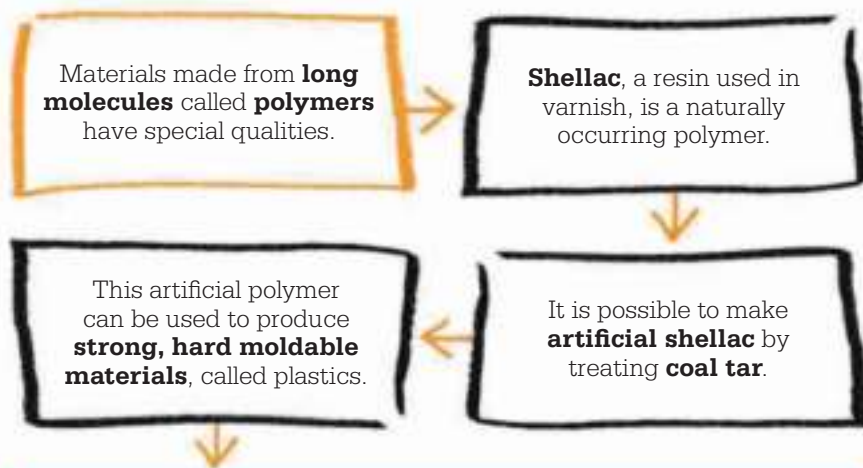 Materials made from long
molecules called polymers
have special qualities.
Shellac, a resin used in
varnish, is a naturally
occurring polymer.
It is possible to make
artificial shellac by
treating coal tar.
This artificial polymer
can be used to produce
strong, hard moldable
materials, called plastics.